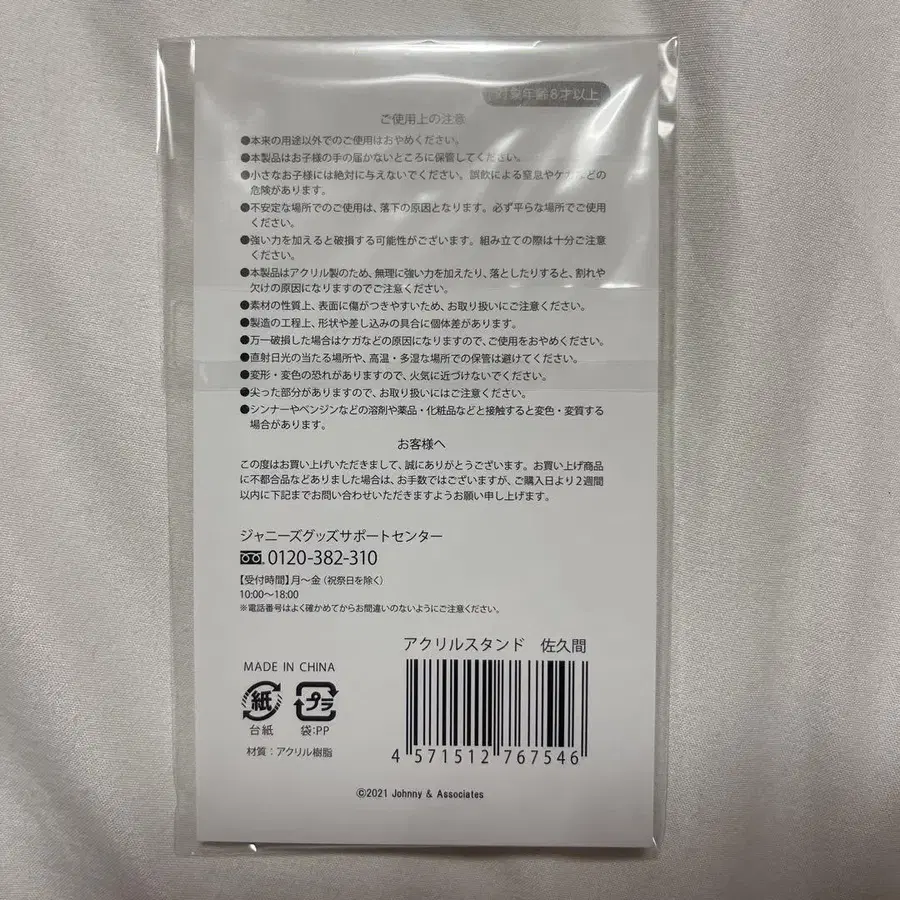 対象年齢8才以上
ご使用上の注意
●本来の用途以外でのご使用はおやめください。
●本製品はお子様の手の届かないところに保管してください。
●小さなお子様には絶対に与えないでください。誤飲による窒息やケガなどの
危険があります。
●不安定な場所でのご使用は、落下の原因となります。必ず平らな場所でご使用
ください。
●強い力を加えると破損する可能性がございます。組み立ての際は十分ご注意
ください。
●本製品はアクリル製のため、無理に強い力を加えたり、落としたりすると、割れや
欠けの原因になりますのでご注意ください。
●素材の性質上、表面に傷がつきやすいため、お取り扱いにご注意ください。
●製造の工程上、形状や差し込みの具合に個体差があります。
●万一破損した場合はケガなどの原因になりますので、ご使用をおやめください。
●直射日光の当たる場所や、高温・多湿な場所での保管は避けてください。
●変形・変色の恐れがありますので、火気に近づけないでください。
●尖った部分がありますので、お取り扱いにはご注意ください。
●シンナーやベンジンなどの溶剤や薬品・化粧品などと接触すると変色・変質する
場合があります。
お客様へ
この度はお買い上げいただきまして、誠にありがとうございます。お買い上げ商品
に不都合品などありました場合は、お手数ではございますが、ご購入日より2週間
以内に下記までお問い合わせいただきますようお願い申し上げます。
ジャニーズグッズサポートセンター
0120-382-310
【受付時間】月〜金（祝祭日を除く）
10:00〜18:00
※電話番号はよく確かめてからお間違いのないようにご注意ください。
アクリルスタンド 佐久間
MADE IN CHINA
紙 プラ
台紙 袋:PP
材質：アクリル樹脂
4 571512 767546
©2021 Johnny & Associates